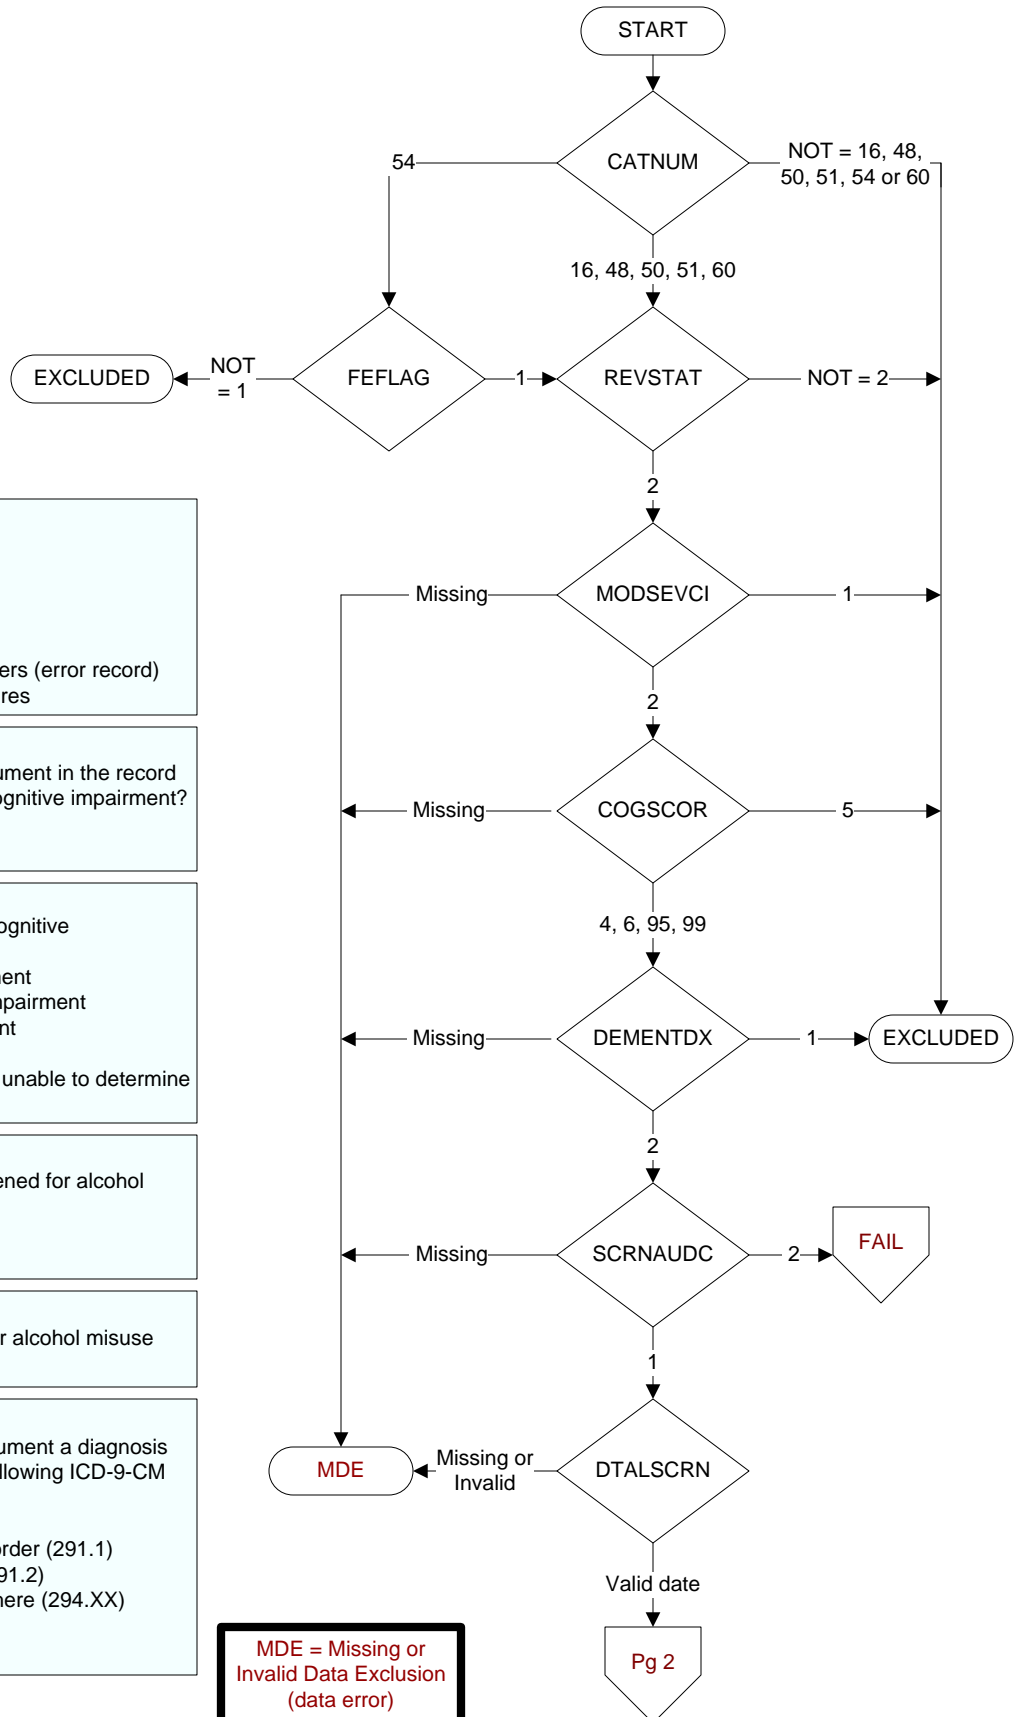 START
CATNUM
54
NOT = 16, 48,
50, 51, 54 or 60
16, 48, 50, 51, 60
EXCLUDED
NOT
= 1
FEFLAG
1
REVSTAT
NOT = 2
2
Missing
MODSEVCI
1
2
Missing
COGSCOR
5
4, 6, 95, 99
Missing
DEMENTDX
1
EXCLUDED
2
Missing
SCRNAUDC
2
FAIL
1
MDE
Missing or
Invalid
DTALSCRN
Valid date
Pg 2
MDE = Missing or
Invalid Data Exclusion
(data error)
ers (error record)
res
ument in the record
ognitive impairment?
ognitive
ment
npairment
nt
unable to determine
ened for alcohol
r alcohol misuse
ument a diagnosis
llowing ICD-9-CM
order (291.1)
91.2)
here (294.XX)